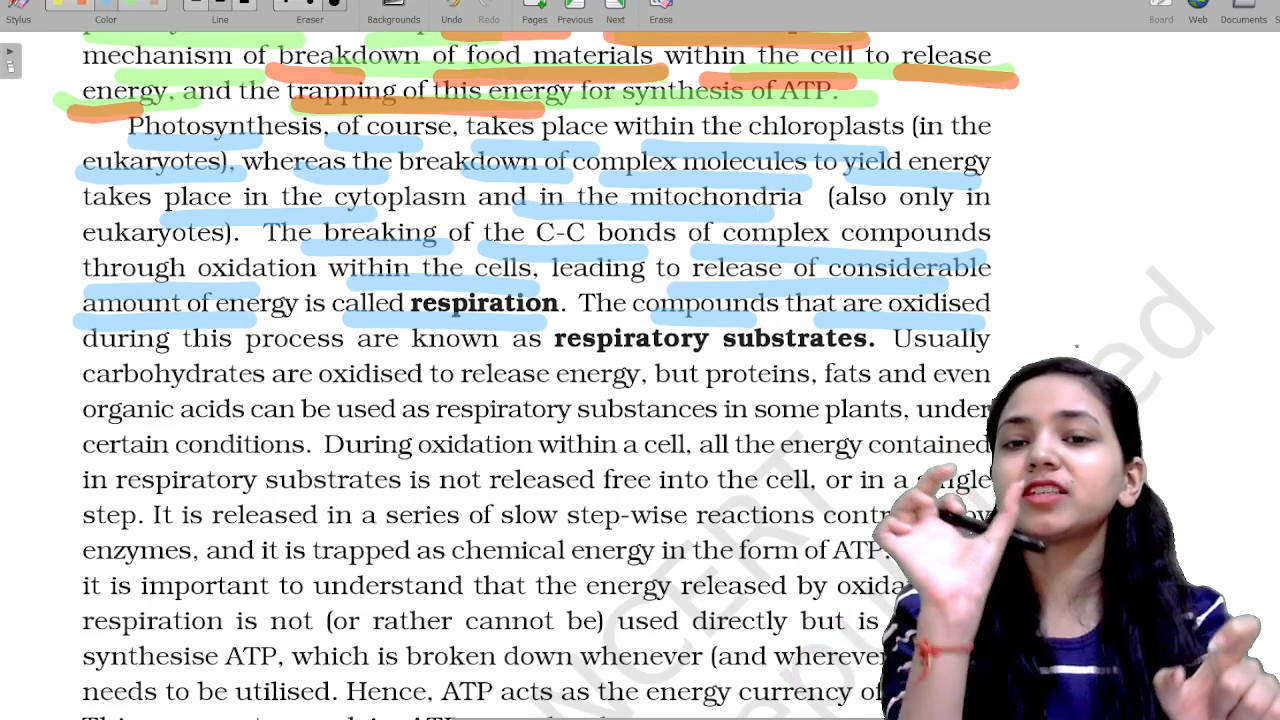 Stylus
Color
Line
Eraser
Backgrounds
Undo
Redo
Pages
Previous
Next
Erase
Board
Web
Documents
mechanism of breakdown of food materials within the cell to release
energy, and the trapping of this energy for synthesis of ATP.
Photosynthesis, of course, takes place within the chloroplasts (in the
eukaryotes), whereas the breakdown of complex molecules to yield energy
takes place in the cytoplasm and in the mitochondria (also only in
eukaryotes). The breaking of the C-C bonds of complex compounds
through oxidation within the cells, leading to release of considerable
amount of energy is called respiration. The compounds that are oxidised
during this process are known as respiratory substrates. Usually
carbohydrates are oxidised to release energy, but proteins, fats and even
organic acids can be used as respiratory substances in some plants, under
certain conditions. During oxidation within a cell, all the energy contained
in respiratory substrates is not released free into the cell, or in a single
step. It is released in a series of slow step-wise reactions by
enzymes, and it is trapped as chemical energy in the form of ATP.
it is important to understand that the energy released by
respiration is not (or rather cannot be) used directly but is
synthesise ATP, which is broken down whenever (and wherever
needs to be utilised. Hence, ATP acts as the energy currency of
NCERT